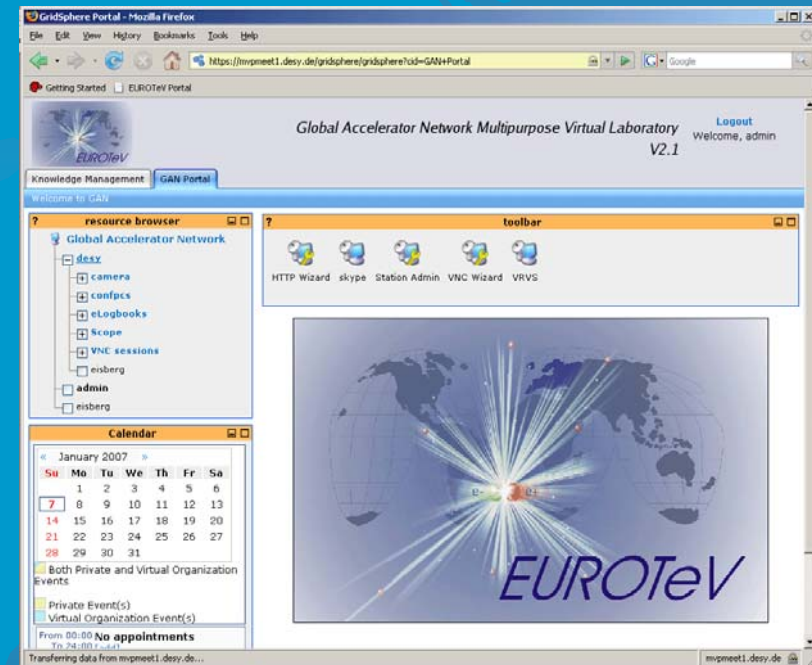 GridSphere Portal - Mozilla Firefox
File Edit View History Bookmarks Tools Help
https://mvpmeet1.desy.de/gridsphere/gridsphere?cid=GAN+Portal
Google
Getting Started EUROTeV Portal
EUROTeV
Global Accelerator Network Multipurpose Virtual Laboratory
V2.1
Logout
Welcome, admin
Knowledge Management GAN Portal
Welcome to GAN
? resource browser
Global Accelerator Network
desy
camera
confpcs
eLogbooks
Scope
VNC sessions
eisberg
admin
eisberg
? toolbar
HTTP Wizard skype Station Admin VNC Wizard VRVS
e- e+
EUROTeV
Calendar
« January 2007 »
Su Mo Tu We Th Fr Sa
1 2 3 4 5 6
7 8 9 10 11 12 13
14 15 16 17 18 19 20
21 22 23 24 25 26 27
28 29 30 31
Both Private and Virtual Organization
Events
Private Event(s)
Virtual Organization Event(s)
From 00:00 No appointments
To 24:00
Transferring data from mvpmeet1.desy.de...
mvpmeet1.desy.de